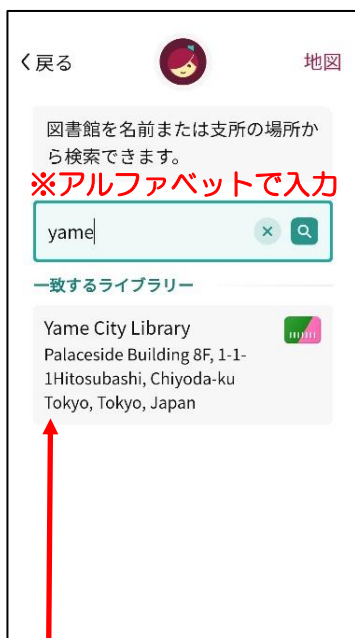 戻る
地図
図書館を名前または支所の場所か
ら検索できます。
※アルファベットで入力
yame
一致するライブラリー
Yame City Library
Palaceside Building 8F, 1-1-
1Hitosubashi, Chiyoda-ku
Tokyo, Tokyo, Japan